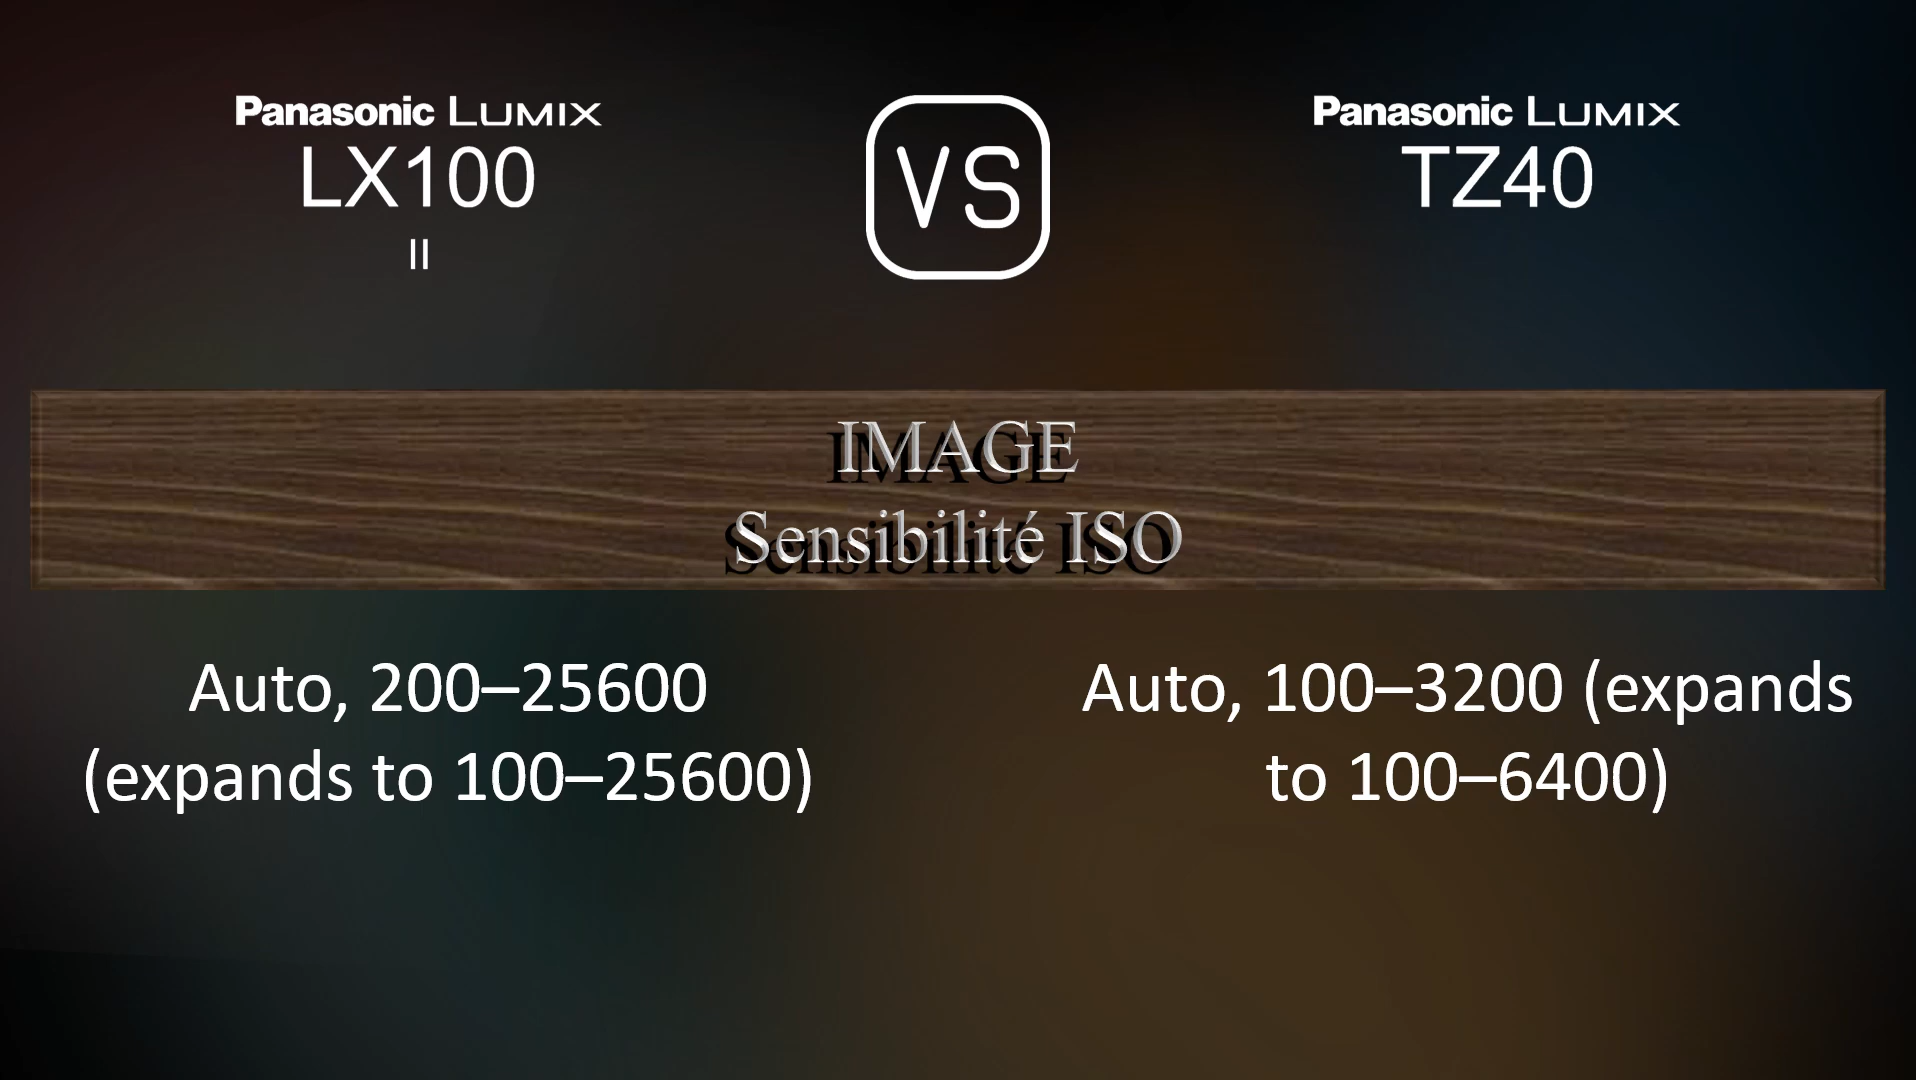 Panasonic LUMIX
LX100
II
VS
Panasonic LUMIX
TZ40
IMAGE
Sensibilité ISO
Auto, 200–25600
(expands to 100–25600)
Auto, 100–3200 (expands
to 100–6400)